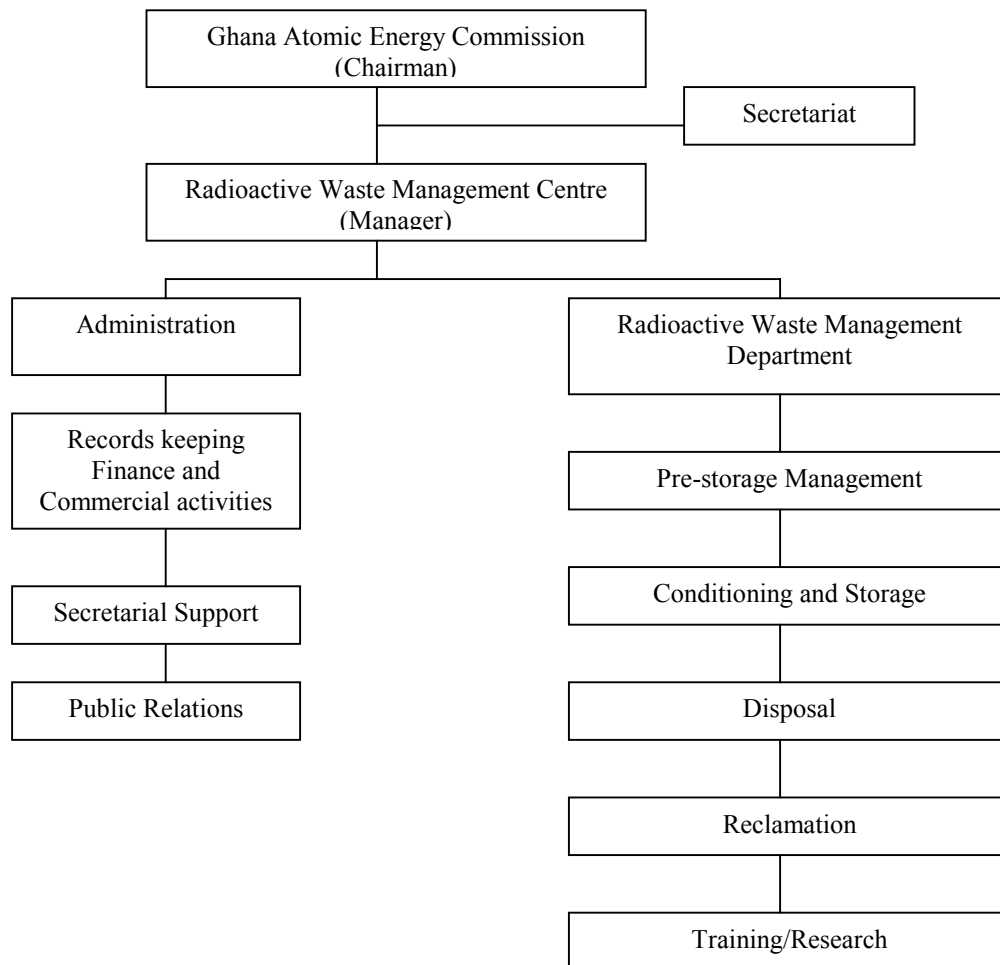 Ghana Atomic Energy Commission
(Chairman)
Secretariat
Radioactive Waste Management Centre
(Manager)
Administration
Radioactive Waste Management
Department
Records keeping
Finance and
Commercial activities
Pre-storage Management
Conditioning and Storage
Secretarial Support
Public Relations
Disposal
Reclamation
Training/Research